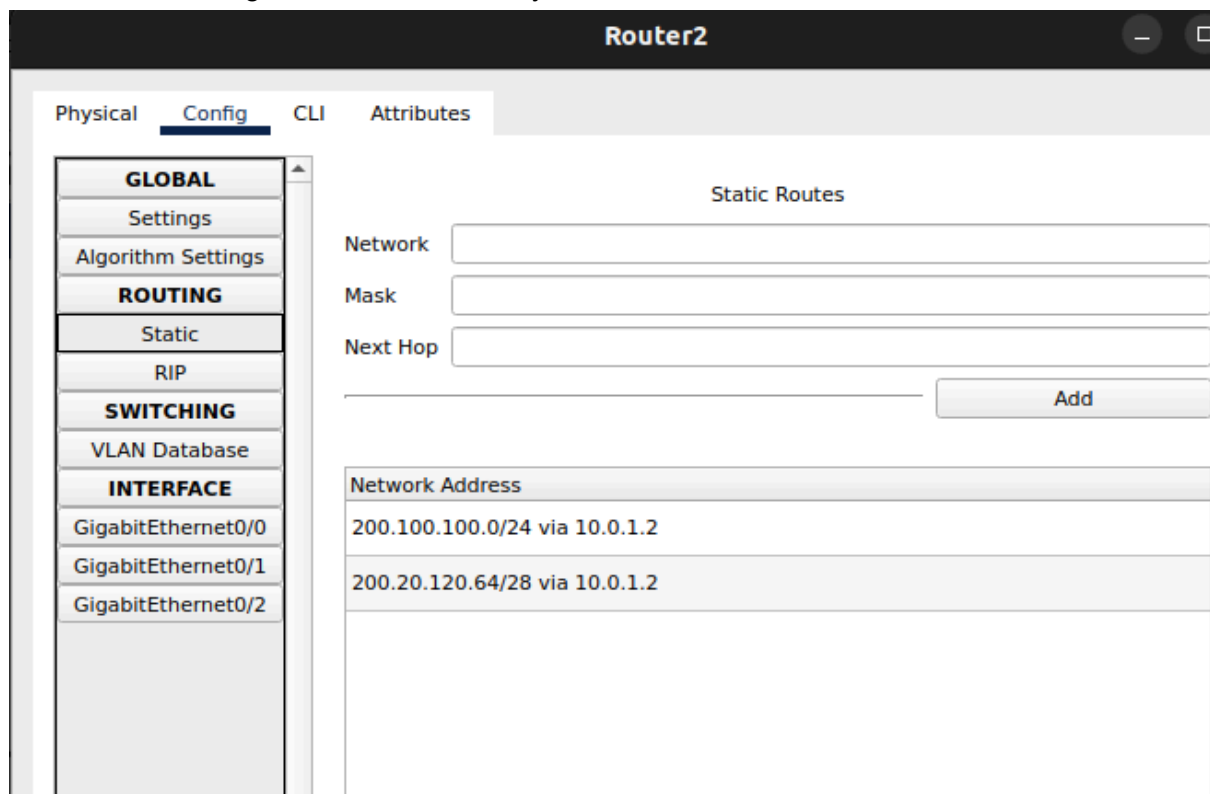 Router2
Physical Config CLI Attributes
GLOBAL
Settings
Algorithm Settings
ROUTING
Static
RIP
SWITCHING
VLAN Database
INTERFACE
GigabitEthernet0/0
GigabitEthernet0/1
GigabitEthernet0/2
Static Routes
Network
Mask
Next Hop
Add
Network Address
200.100.100.0/24 via 10.0.1.2
200.20.120.64/28 via 10.0.1.2